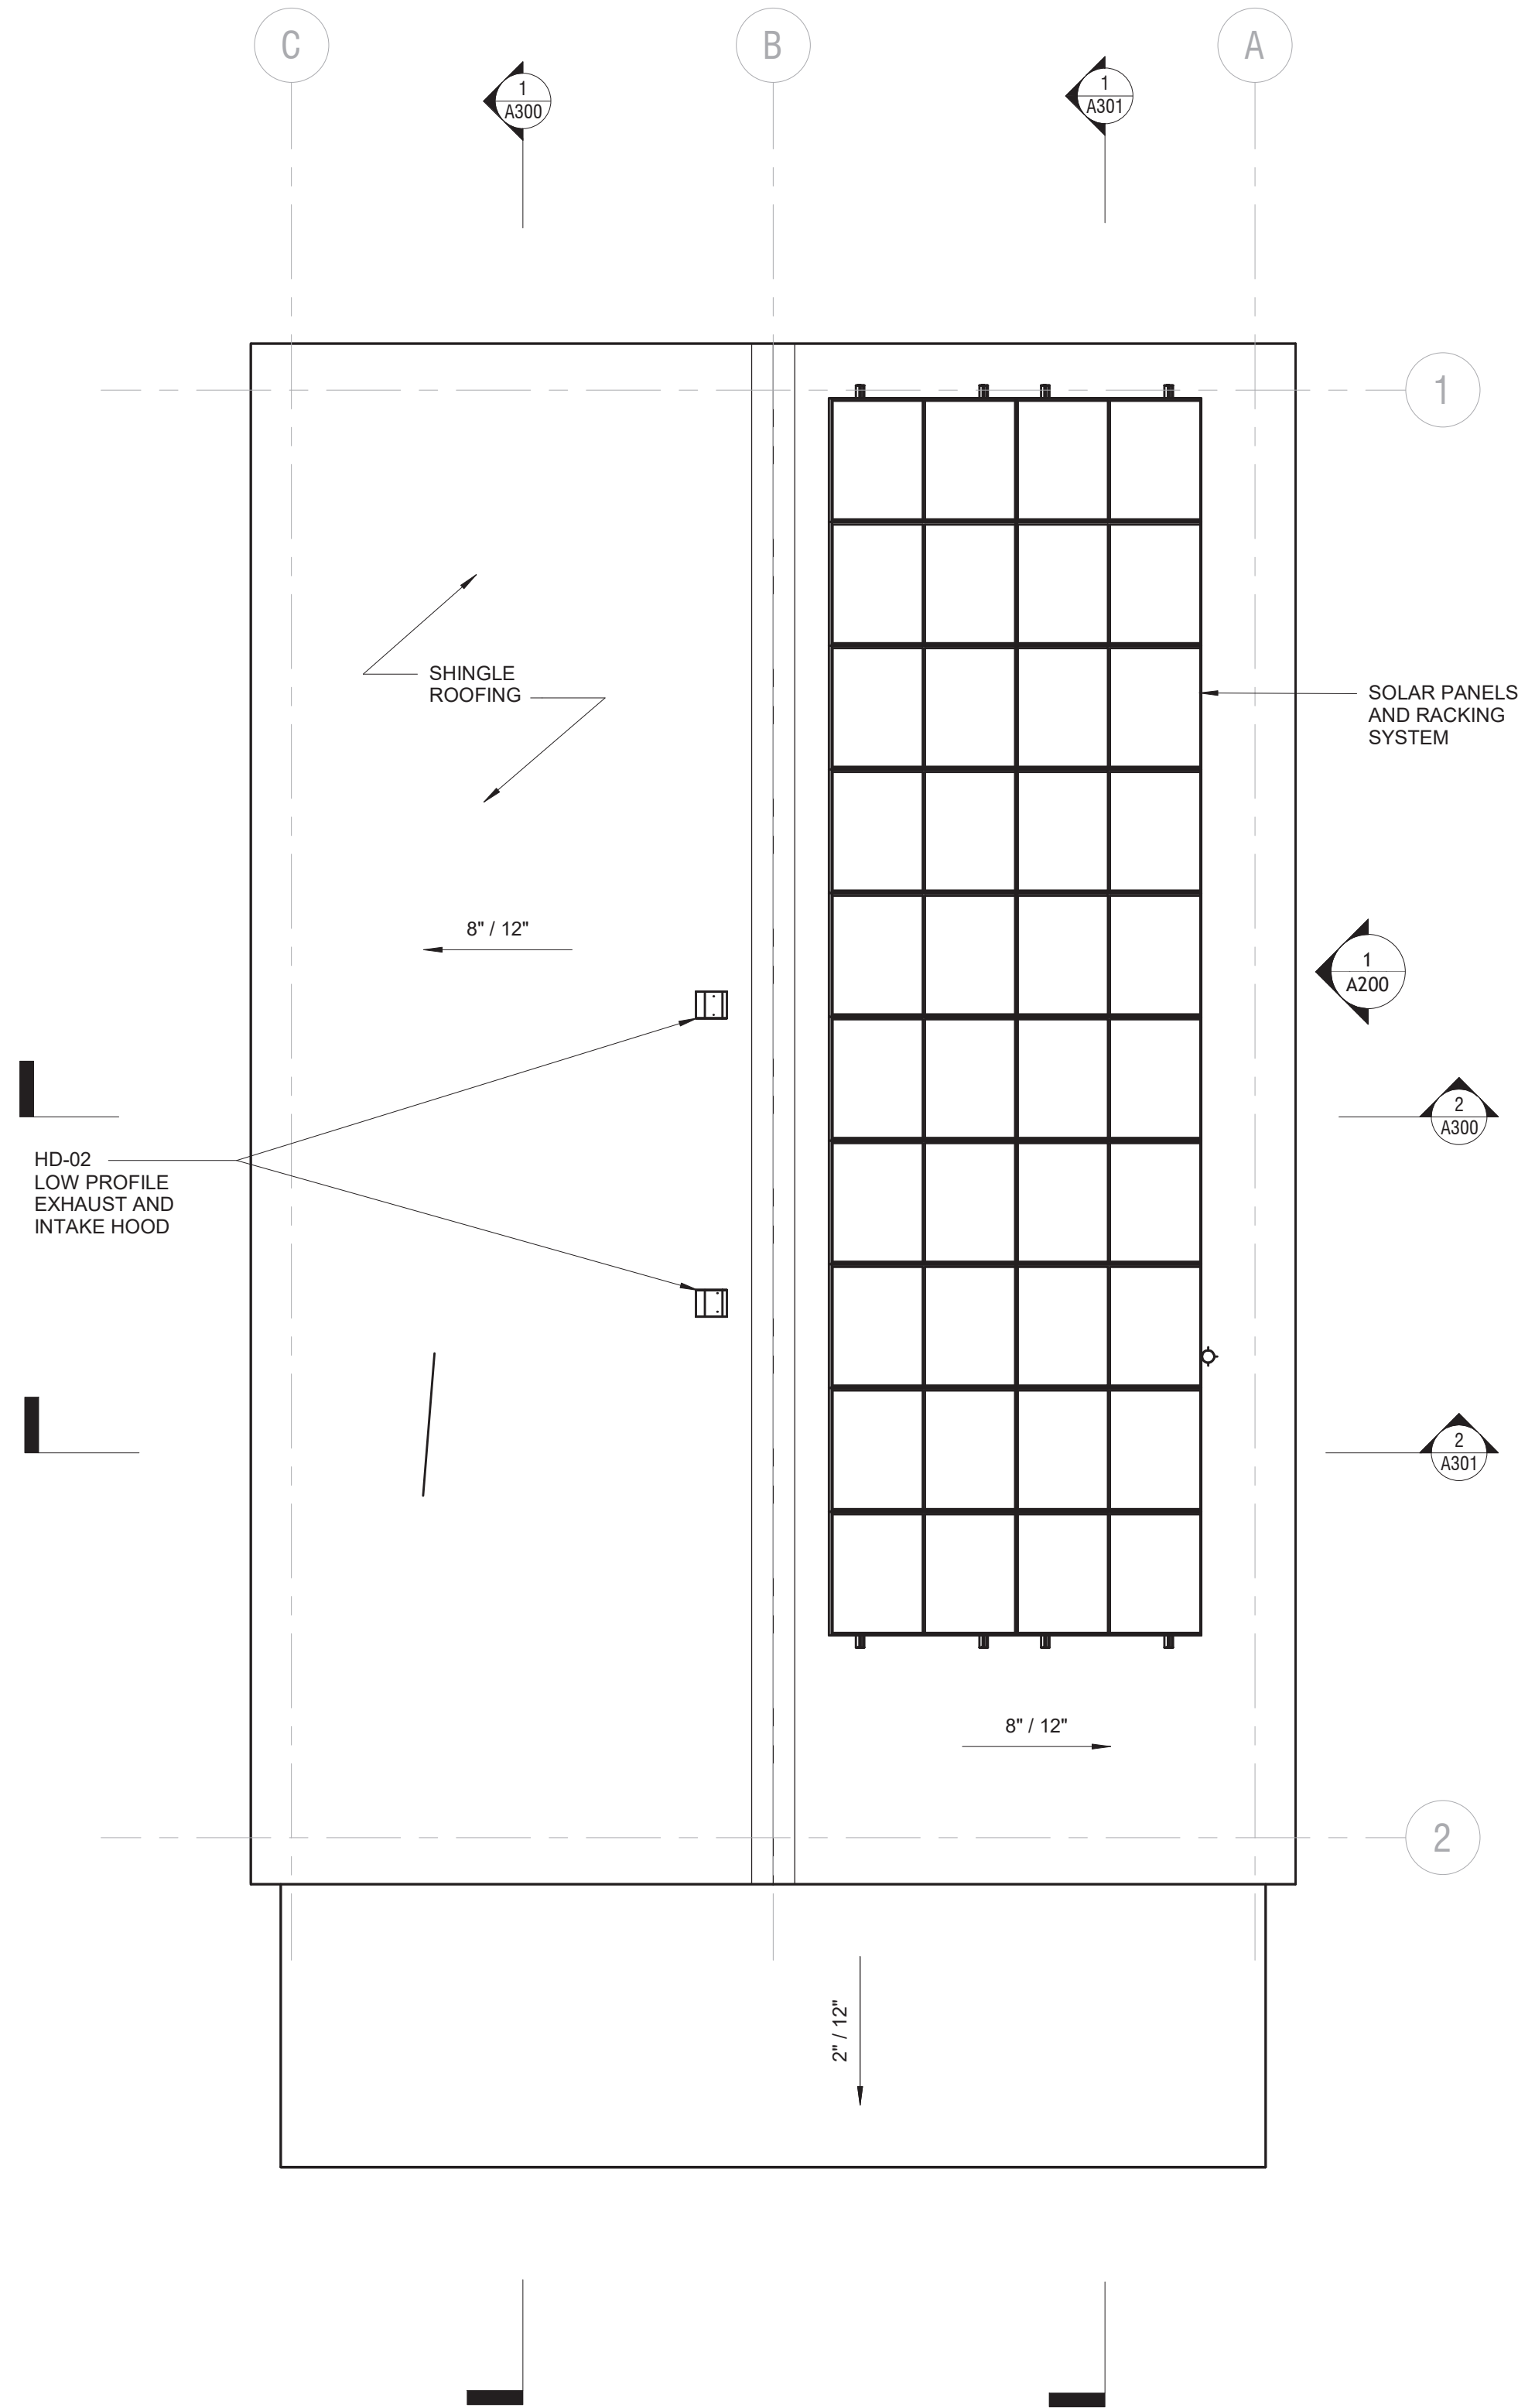 C
B
A
1
A300
1
A301
1
SHINGLE
ROOFING
SOLAR PANELS
AND RACKING
SYSTEM
8" / 12"
1
A200
2
A300
HD-02
LOW PROFILE
EXHAUST AND
INTAKE HOOD
2
A301
8" / 12"
2
2" / 12"